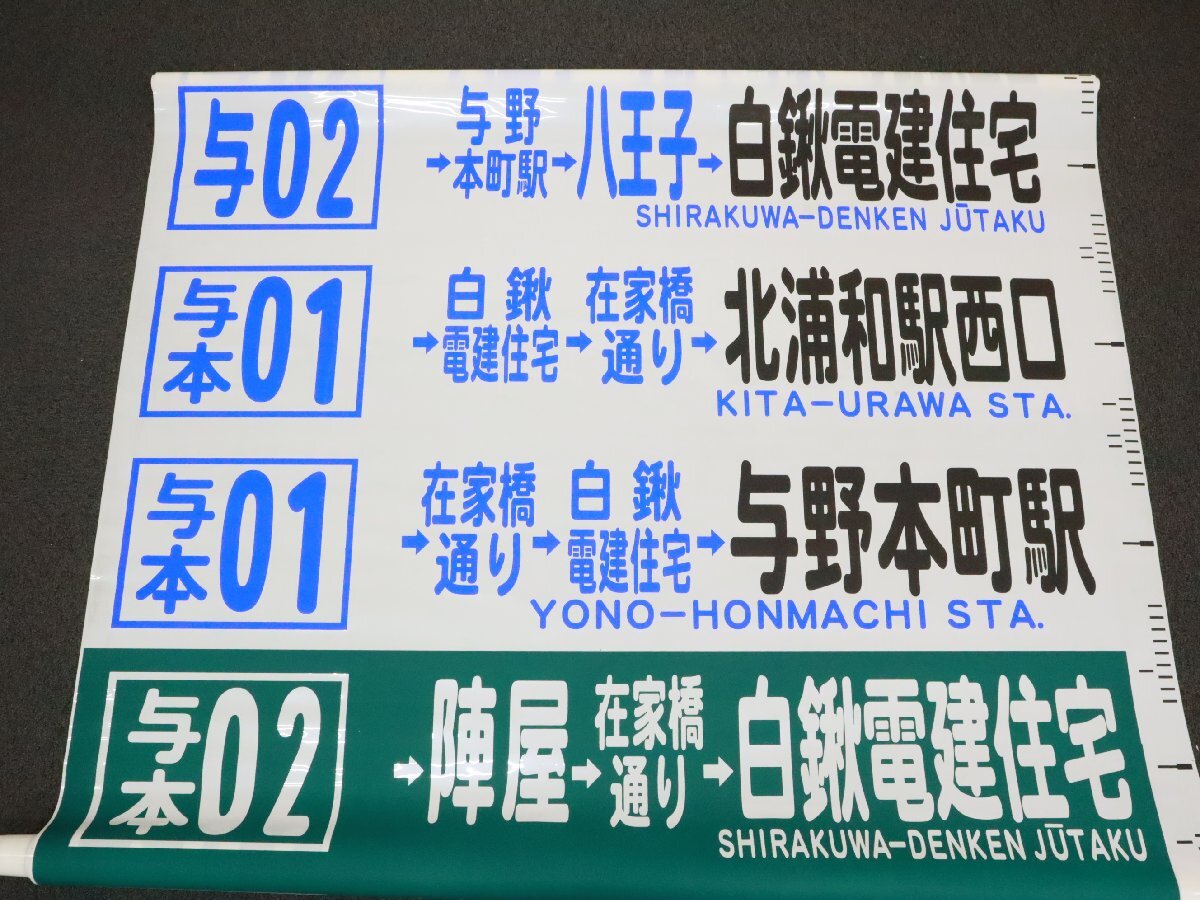 与02 →与野本町駅→八王子→白鍬電建住宅
SHIRAKUWA-DENKEN JŪTAKU
与本01 →白鍬電建住宅→在家橋通り→北浦和駅西口
KITA-URAWA STA.
与本01 →在家橋通り→白鍬電建住宅→与野本町駅
YONO-HONMACHI STA.
与本02 →陣屋→在家橋通り→白鍬電建住宅
SHIRAKUWA-DENKEN JŪTAKU